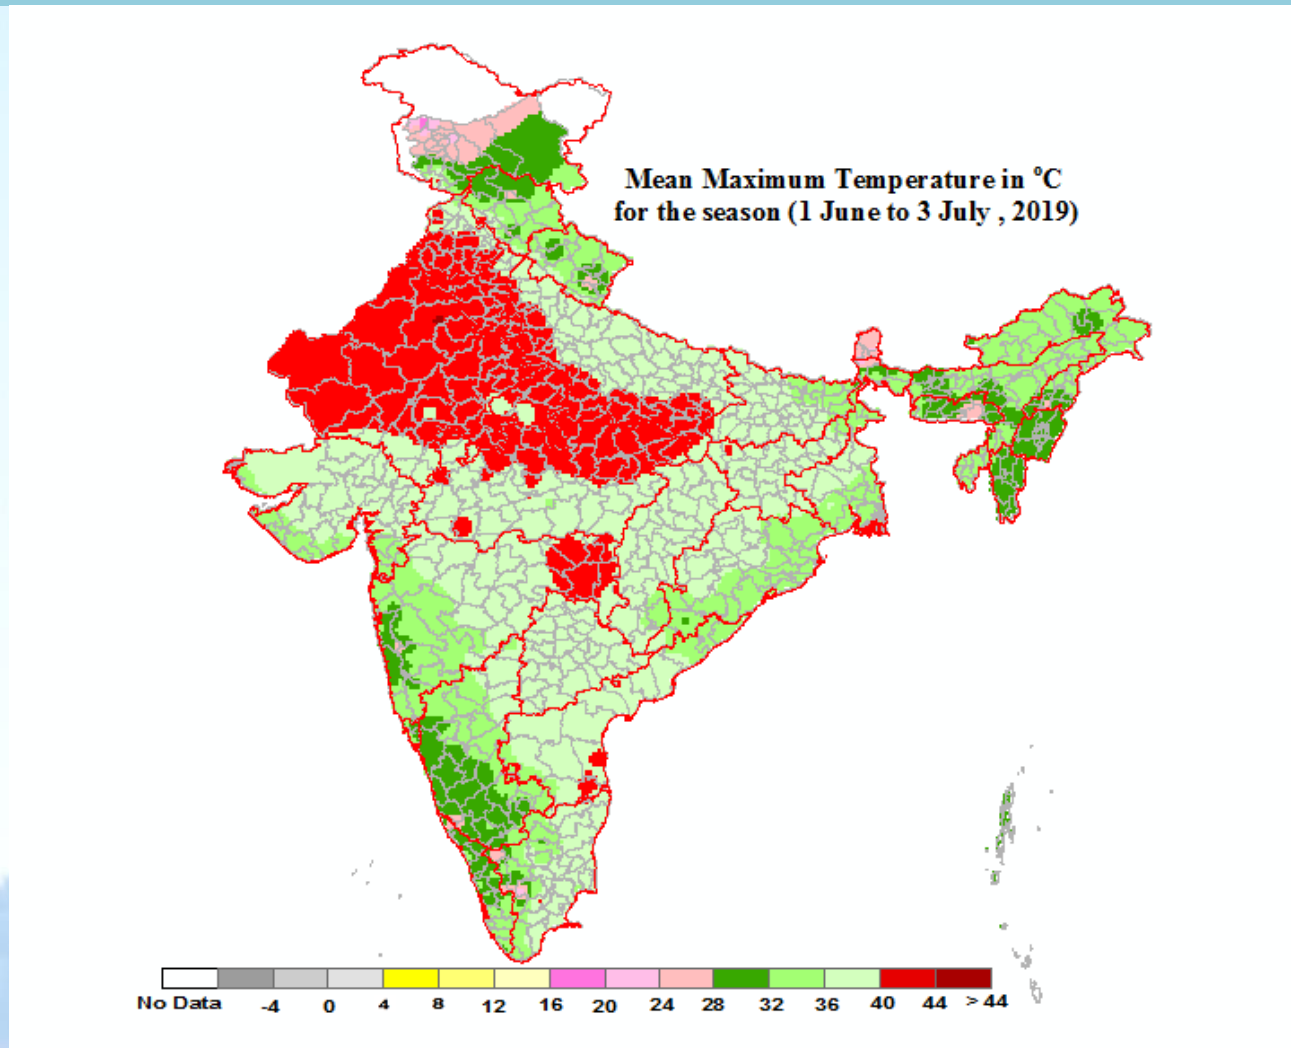 Mean Maximum Temperature in °C
for the season (1 June to 3 July , 2019)
No Data -4 0 4 8 12 16 20 24 28 32 36 40 44 > 44